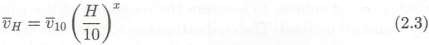 v̄_H = v̄_10 (H/10)^x (2.3)